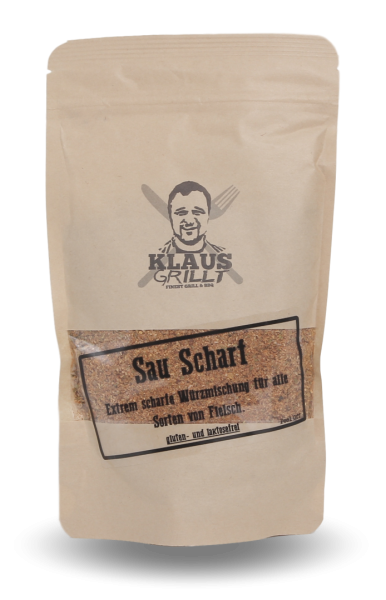 KLAUS
GRILLT
FINEST GRILL & BBQ
Sau Scharf
Extrem scharfe Würzmischung für alle
Sorten von Fleisch.
gluten- und laktosefrei